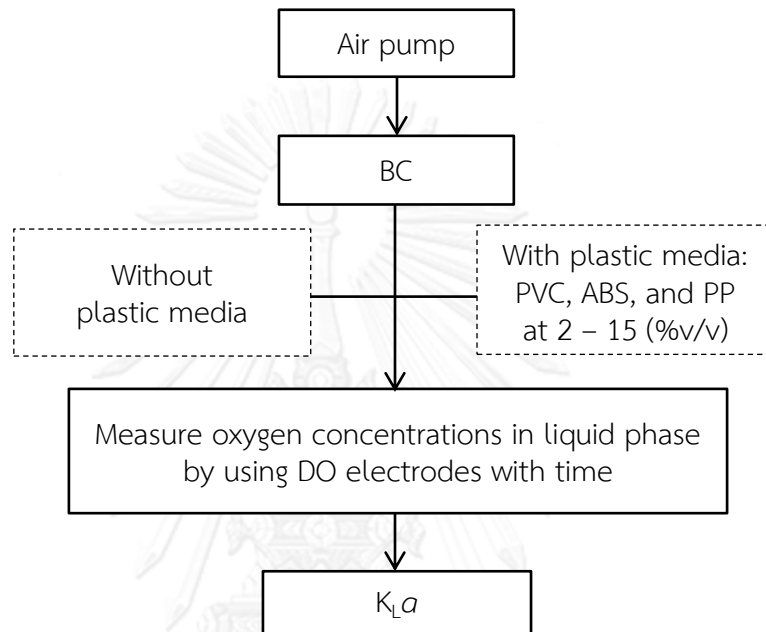 Air pump
BC
Without
plastic media
With plastic media:
PVC, ABS, and PP
at 2 – 15 (%v/v)
Measure oxygen concentrations in liquid phase
by using DO electrodes with time
K_La